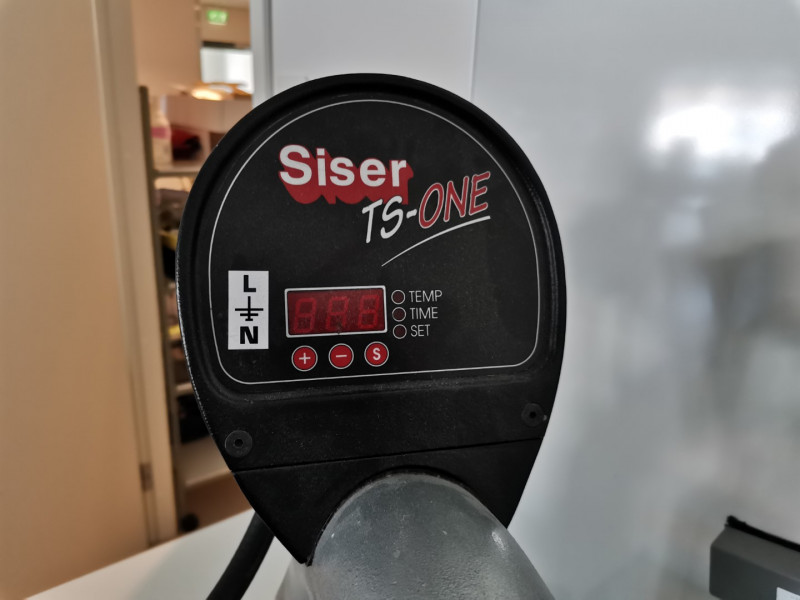 Siser
TS-ONE
L
N
TEMP
TIME
SET
+ - S